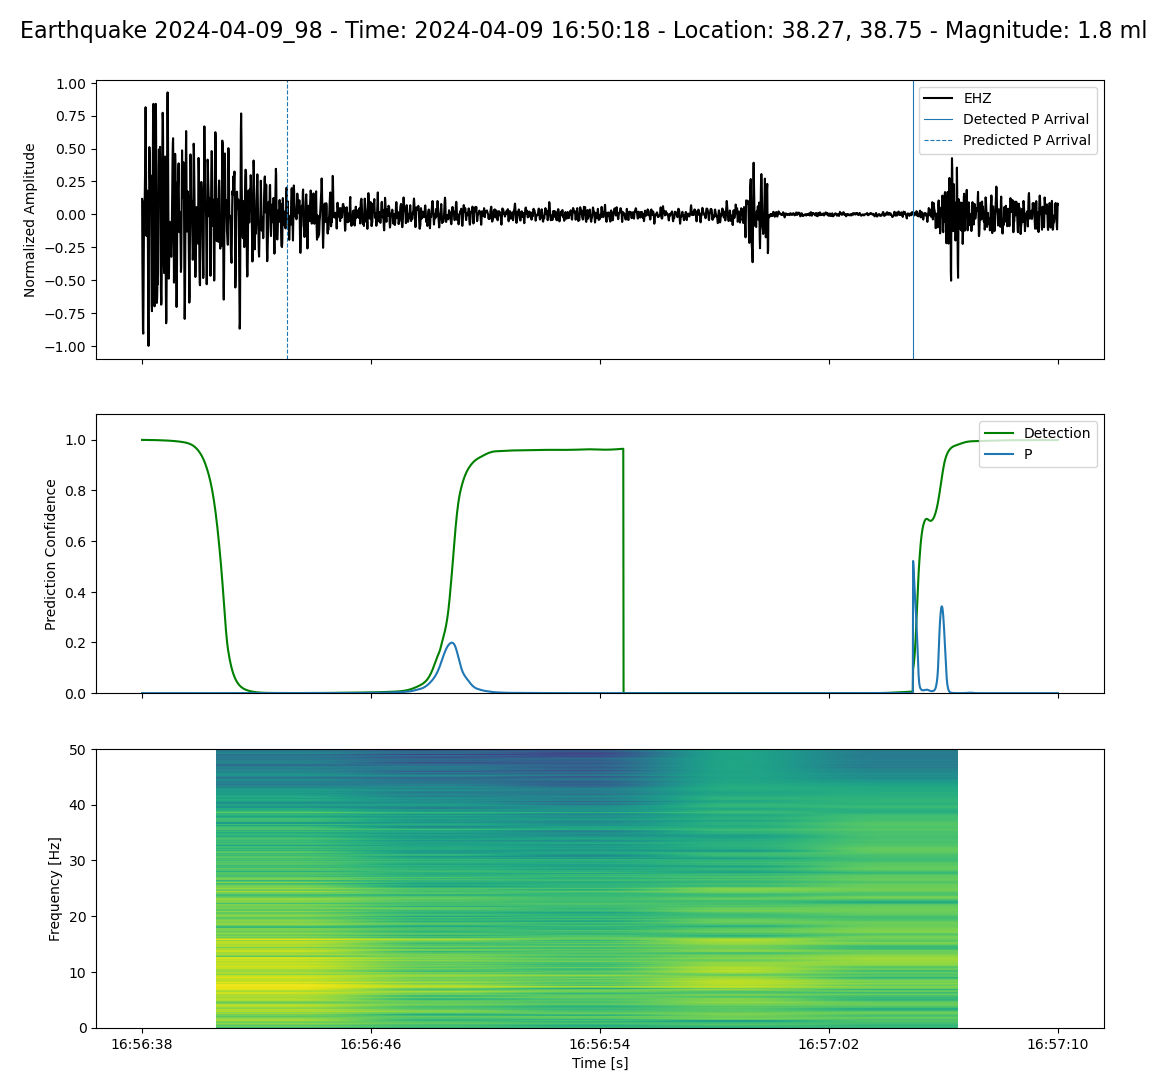 Earthquake 2024-04-09_98 - Time: 2024-04-09 16:50:18 - Location: 38.27, 38.75 - Magnitude: 1.8 ml
Normalized Amplitude
1.00
0.75
0.50
0.25
0.00
−0.25
−0.50
−0.75
−1.00
EHZ
Detected P Arrival
Predicted P Arrival
Prediction Confidence
1.0
0.8
0.6
0.4
0.2
0.0
Detection
P
Frequency [Hz]
50
40
30
20
10
0
16:56:38 16:56:46 16:56:54 16:57:02 16:57:10
Time [s]